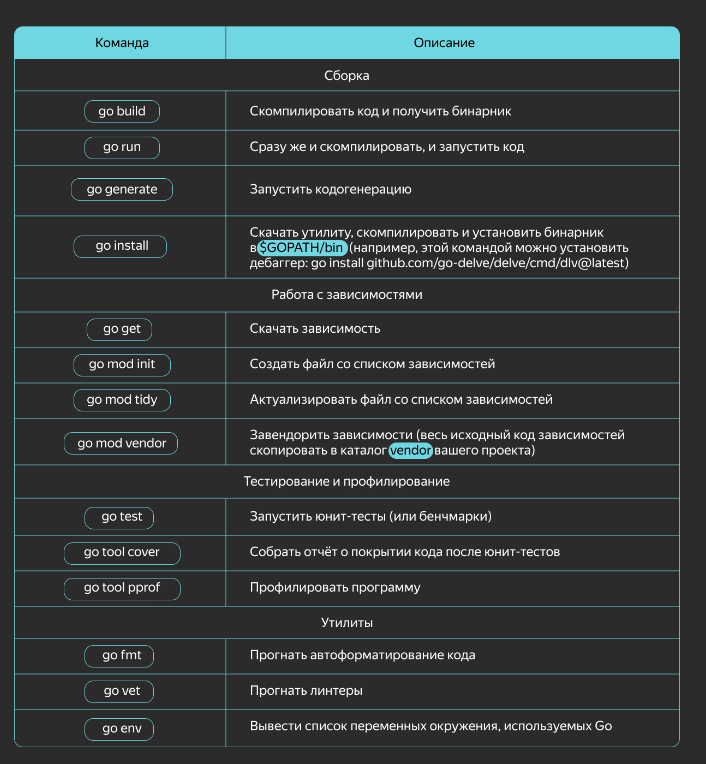 Команда Описание
Сборка
go build Скомпилировать код и получить бинарник
go run Сразу же и скомпилировать, и запустить код
go generate Запустить кодогенерацию
go install
Скачать утилиту, скомпилировать и установить бинарник
в $GOPATH/bin (например, этой командой можно установить
дебаггер: go install github.com/go-delve/delve/cmd/dlv@latest)
Работа с зависимостями
go get Скачать зависимость
go mod init Создать файл со списком зависимостей
go mod tidy Актуализировать файл со списком зависимостей
go mod vendor
Завендорить зависимости (весь исходный код зависимостей
скопировать в каталог vendor вашего проекта)
Тестирование и профилирование
go test Запустить юнит-тесты (или бенчмарки)
go tool cover Собрать отчёт о покрытии кода после юнит-тестов
go tool pprof Профилировать программу
Утилиты
go fmt Прогнать автоформатирование кода
go vet Прогнать линтеры
go env Вывести список переменных окружения, используемых Go